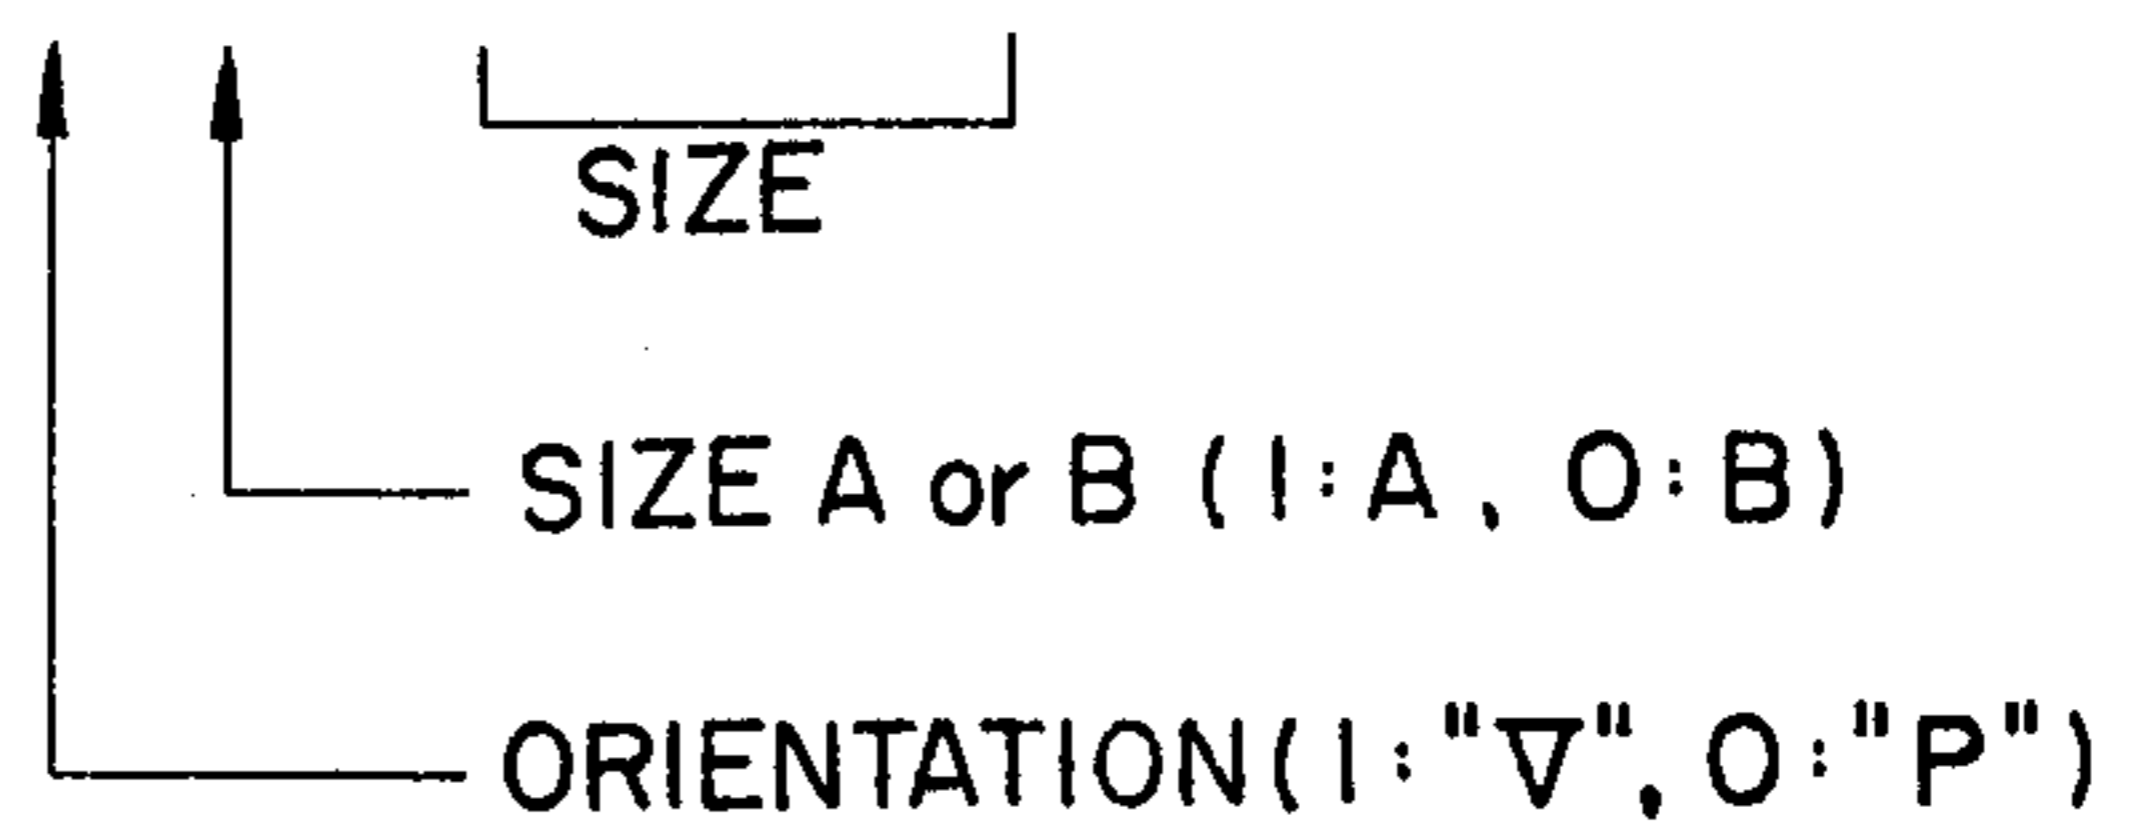 SIZE
SIZE A or B (1:A, 0:B)
ORIENTATION(1:"∇", 0:"P")